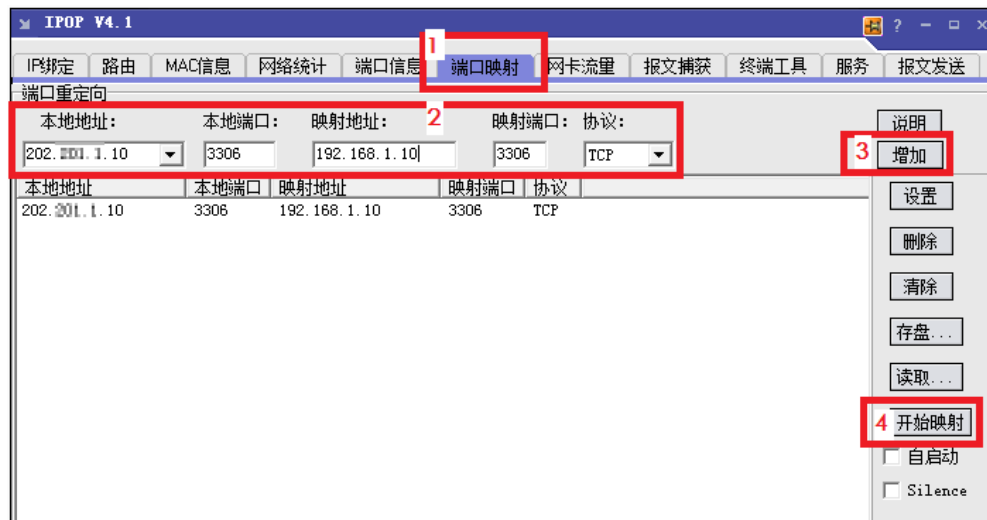 IPOP V4.1
1
IP绑定 路由 MAC信息 网络统计 端口信息 端口映射 网卡流量 报文捕获 终端工具 服务 报文发送
端口重定向
本地地址: 本地端口: 映射地址: 2 映射端口: 协议: 说明
202. .10 3306 192.168.1.10 3306 TCP 3 增加
本地地址 本地端口 映射地址 映射端口 协议 设置
202. .10 3306 192.168.1.10 3306 TCP
删除
清除
存盘...
读取...
4 开始映射
自启动
Silence